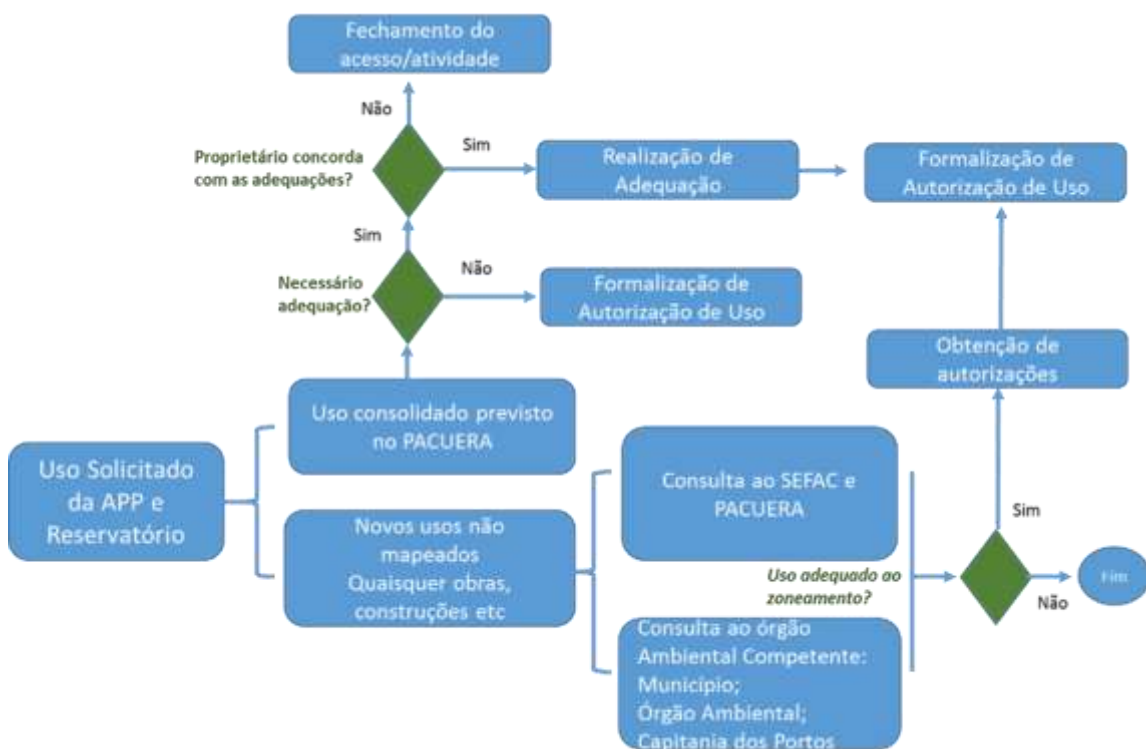 Fechamento do
acesso/atividade
Não
Proprietário concorda
com as adequações?
Sim
Realização de
Adequação
Formalização de
Autorização de Uso
Sim
Necessário
adequação?
Não
Formalização de
Autorização de Uso
Obtenção de
autorizações
Uso consolidado previsto
no PACUERA
Uso Solicitado
da APP e
Reservatório
Consulta ao SEFAC e
PACUERA
Novos usos não
mapeados
Quaisquer obras,
construções etc
Sim
Uso adequado ao
zoneamento?
Não
Fim
Consulta ao órgão
Ambiental Competente:
Município;
Órgão Ambiental;
Capitania dos Portos